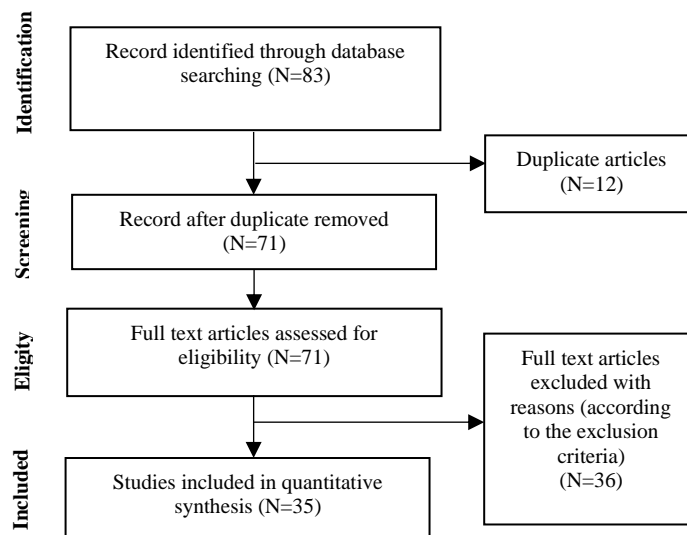 Identification
Record identified through database
searching (N=83)
Duplicate articles
(N=12)
Screening
Record after duplicate removed
(N=71)
Eligity
Full text articles assessed for
eligibility (N=71)
Full text articles
excluded with
reasons (according
to the exclusion
criteria)
(N=36)
Included
Studies included in quantitative
synthesis (N=35)